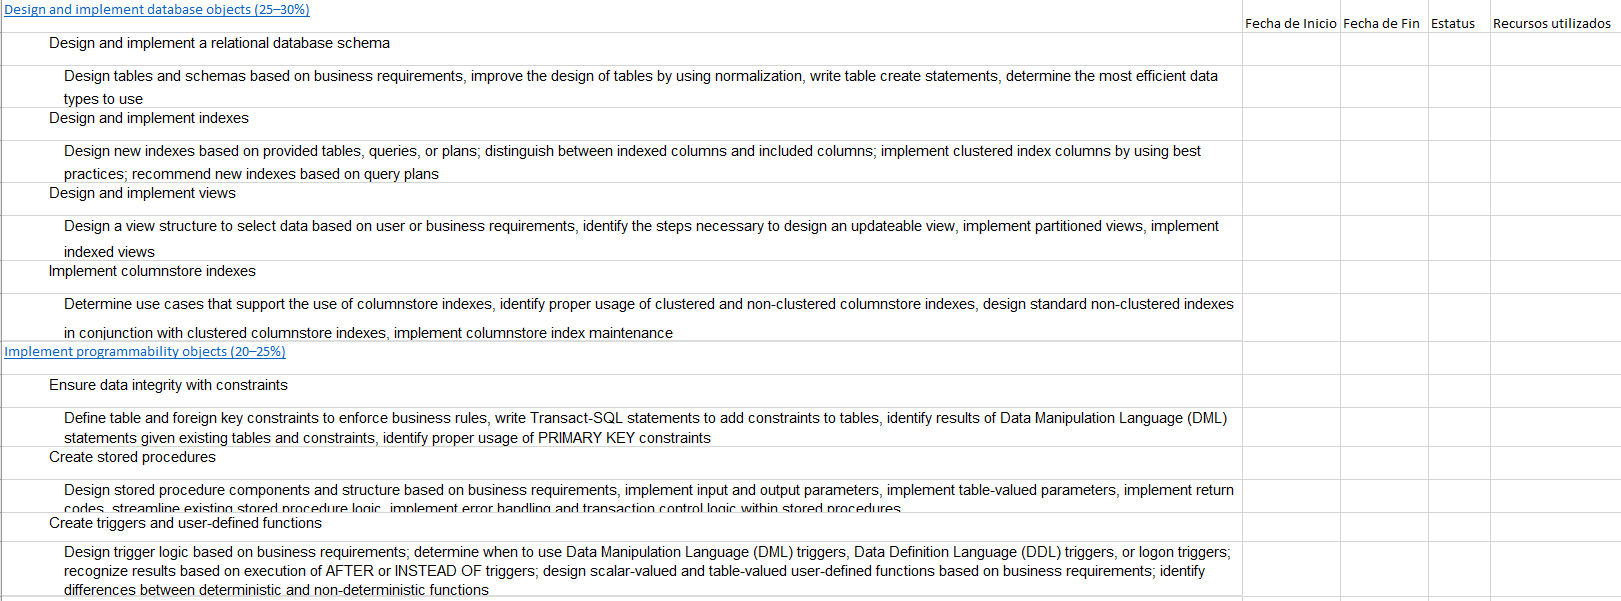 Design and implement database objects (25–30%)
Fecha de Inicio Fecha de Fin Estatus Recursos utilizados
Design and implement a relational database schema
Design tables and schemas based on business requirements, improve the design of tables by using normalization, write table create statements, determine the most efficient data
types to use
Design and implement indexes
Design new indexes based on provided tables, queries, or plans; distinguish between indexed columns and included columns; implement clustered index columns by using best
practices; recommend new indexes based on query plans
Design and implement views
Design a view structure to select data based on user or business requirements, identify the steps necessary to design an updateable view, implement partitioned views, implement
indexed views
Implement columnstore indexes
Determine use cases that support the use of columnstore indexes, identify proper usage of clustered and non-clustered columnstore indexes, design standard non-clustered indexes
in conjunction with clustered columnstore indexes, implement columnstore index maintenance
Implement programmability objects (20–25%)
Ensure data integrity with constraints
Define table and foreign key constraints to enforce business rules, write Transact-SQL statements to add constraints to tables, identify results of Data Manipulation Language (DML)
statements given existing tables and constraints, identify proper usage of PRIMARY KEY constraints
Create stored procedures
Design stored procedure components and structure based on business requirements, implement input and output parameters, implement table-valued parameters, implement return
codes, streamline existing stored procedure logic, implement error handling and transaction control logic within stored procedures
Create triggers and user-defined functions
Design trigger logic based on business requirements; determine when to use Data Manipulation Language (DML) triggers, Data Definition Language (DDL) triggers, or logon triggers;
recognize results based on execution of AFTER or INSTEAD OF triggers; design scalar-valued and table-valued user-defined functions based on business requirements; identify
differences between deterministic and non-deterministic functions